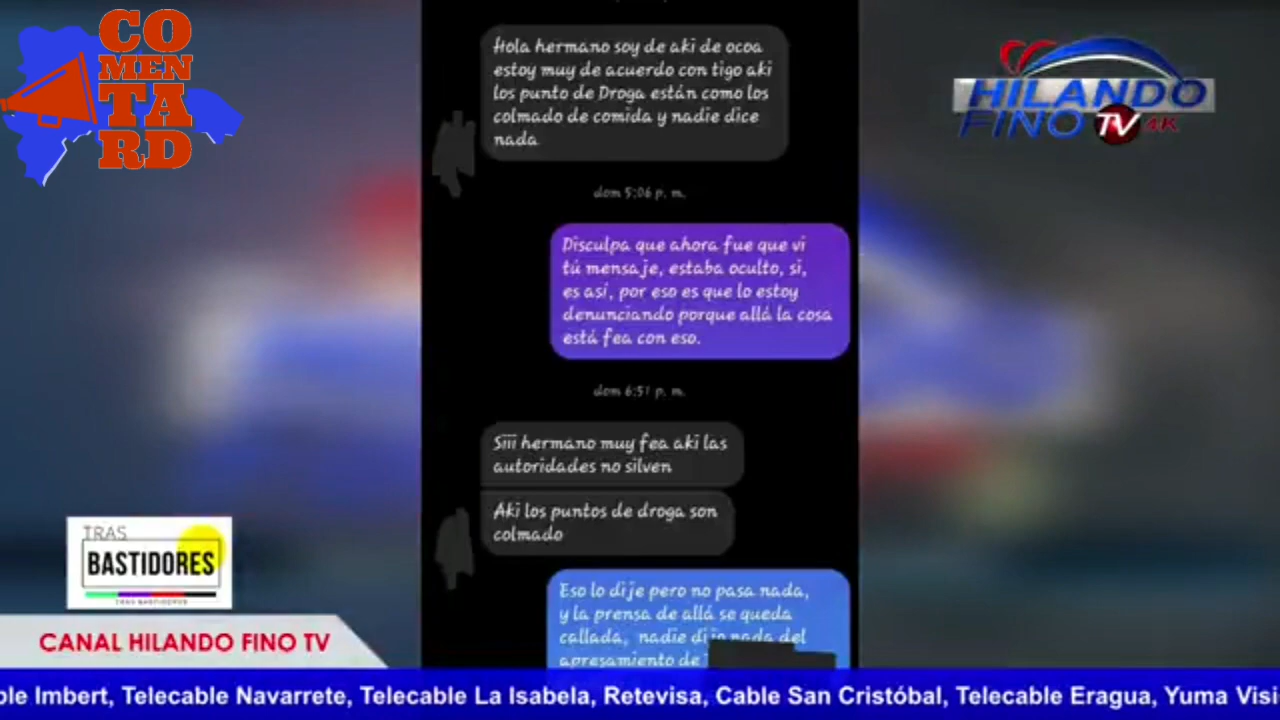 CO
MEN
TA
RD
Hola hermano soy de aki de ocoa
estoy muy de acuerdo con tigo aki
los punto de Droga están como los
colmado de comida y nadie dice
nada
HILANDO
FINO TV 4K
dom 5:06 p. m.
Disculpa que ahora fue que vi
tú mensaje, estaba oculto, si,
es así, por eso es que lo estoy
denunciando porque allá la cosa
está fea con eso.
dom 6:51 p. m.
Siii hermano muy fea aki las
autoridades no silven
Aki los puntos de droga son
colmado
Eso lo dije pero no pasa nada,
y la prensa de allá se queda
callada, nadie dijo nada del
apresamiento de
TRAS
BASTIDORES
TRAS BASTIDORES
CANAL HILANDO FINO TV
ble Imbert, Telecable Navarrete, Telecable La Isabela, Retevisa, Cable San Cristóbal, Telecable Eragua, Yuma Visi